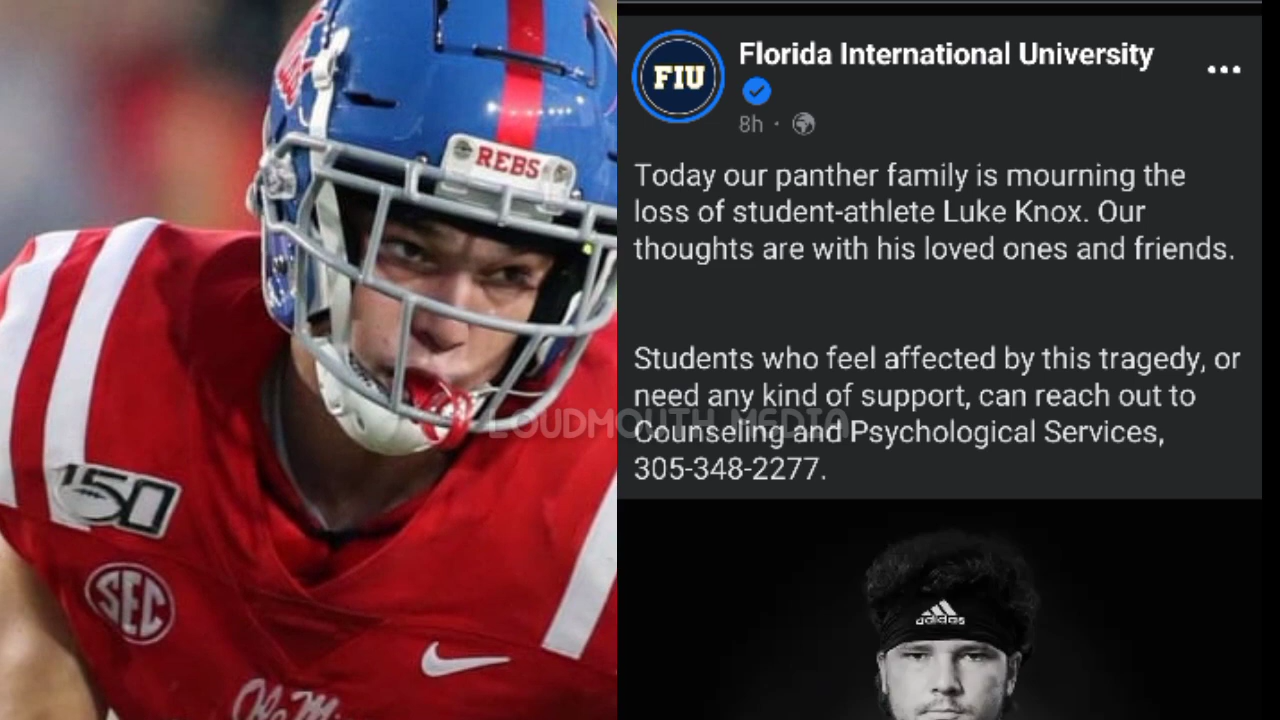 REBS
150
SEC
Ole Mi
FIU
Florida International University
8h ·
Today our panther family is mourning the
loss of student-athlete Luke Knox. Our
thoughts are with his loved ones and friends.
Students who feel affected by this tragedy, or
need any kind of support, can reach out to
Counseling and Psychological Services,
305-348-2277.
LOUDMOUTH MEDIA
adidas